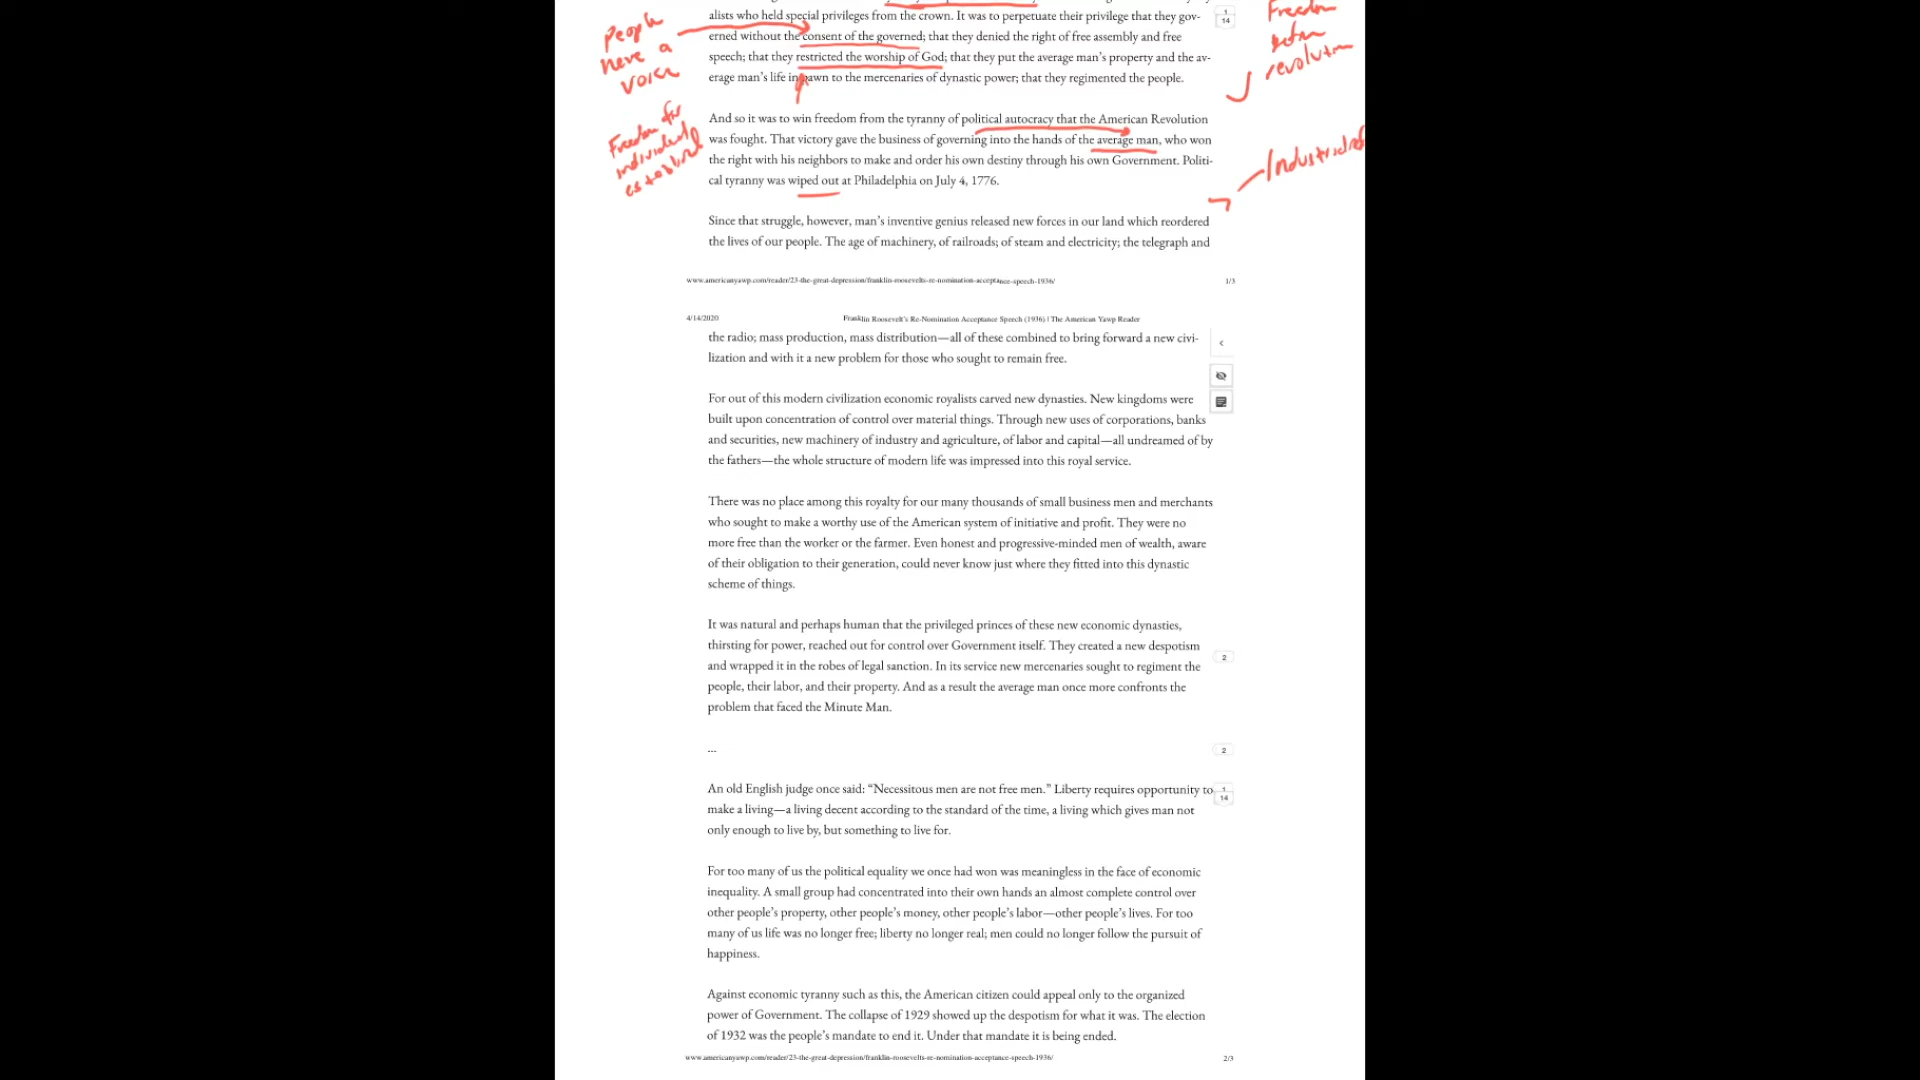 alists who held special privileges from the crown. It was to perpetuate their privilege that they gov-
erned without the consent of the governed; that they denied the right of free assembly and free
speech; that they restricted the worship of God; that they put the average man's property and the av-
erage man's life in pawn to the mercenaries of dynastic power; that they regimented the people.
1
14
People
have a
voice
Freedom
before
revolution
And so it was to win freedom from the tyranny of political autocracy that the American Revolution
was fought. That victory gave the business of governing into the hands of the average man, who won
the right with his neighbors to make and order his own destiny through his own Government. Politi-
cal tyranny was wiped out at Philadelphia on July 4, 1776.
Freedom for
individual
Since that struggle, however, man's inventive genius released new forces in our land which reordered
the lives of our people. The age of machinery, of railroads; of steam and electricity; the telegraph and
www.americanyawp.com/reader/23-the-great-depression/franklin-roosevelts-re-nomination-acceptance-speech-1936/ 1/3
4/14/2020 Franklin Roosevelt's Re-Nomination Acceptance Speech (1936) | The American Yawp Reader
the radio; mass production, mass distribution—all of these combined to bring forward a new civi-
lization and with it a new problem for those who sought to remain free.
For out of this modern civilization economic royalists carved new dynasties. New kingdoms were
built upon concentration of control over material things. Through new uses of corporations, banks
and securities, new machinery of industry and agriculture, of labor and capital—all undreamed of by
the fathers—the whole structure of modern life was impressed into this royal service.
There was no place among this royalty for our many thousands of small business men and merchants
who sought to make a worthy use of the American system of initiative and profit. They were no
more free than the worker or the farmer. Even honest and progressive-minded men of wealth, aware
of their obligation to their generation, could never know just where they fitted into this dynastic
scheme of things.
It was natural and perhaps human that the privileged princes of these new economic dynasties,
thirsting for power, reached out for control over Government itself. They created a new despotism
and wrapped it in the robes of legal sanction. In its service new mercenaries sought to regiment the
people, their labor, and their property. And as a result the average man once more confronts the
problem that faced the Minute Man.
2
...
2
An old English judge once said: “Necessitous men are not free men.” Liberty requires opportunity to
make a living—a living decent according to the standard of the time, a living which gives man not
only enough to live by, but something to live for.
1
14
For too many of us the political equality we once had won was meaningless in the face of economic
inequality. A small group had concentrated into their own hands an almost complete control over
other people's property, other people's money, other people's labor—other people's lives. For too
many of us life was no longer free; liberty no longer real; men could no longer follow the pursuit of
happiness.
Against economic tyranny such as this, the American citizen could appeal only to the organized
power of Government. The collapse of 1929 showed up the despotism for what it was. The election
of 1932 was the people's mandate to end it. Under that mandate it is being ended.
www.americanyawp.com/reader/23-the-great-depression/franklin-roosevelts-re-nomination-acceptance-speech-1936/ 2/3